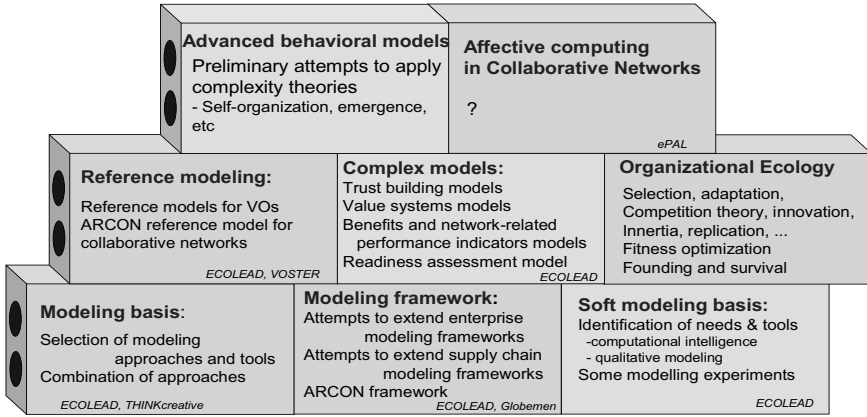 Advanced behavioral models
Preliminary attempts to apply
complexity theories
- Self-organization, emergence,
etc
Affective computing
in Collaborative Networks
?
ePAL
Reference modeling:
Reference models for VOs
ARCON reference model for
collaborative networks
ECOLEAD, VOSTER
Complex models:
Trust building models
Value systems models
Benefits and network-related
performance indicators models
Readiness assessment model
ECOLEAD
Organizational Ecology
Selection, adaptation,
Competition theory, innovation,
Innertia, replication, ...
Fitness optimization
Founding and survival
Modeling basis:
Selection of modeling
approaches and tools
Combination of approaches
ECOLEAD, THINKcreative
Modeling framework:
Attempts to extend enterprise
modeling frameworks
Attempts to extend supply chain
modeling frameworks
ARCON framework
ECOLEAD, Globemen
Soft modeling basis:
Identification of needs & tools
-computational intelligence
- qualitative modeling
Some modelling experiments
ECOLEAD